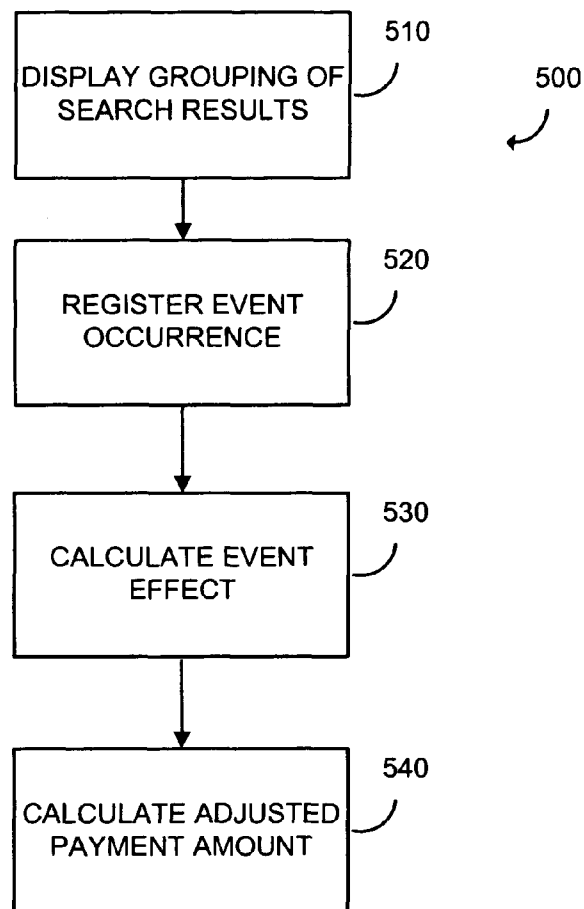 510
DISPLAY GROUPING OF
SEARCH RESULTS
500
520
REGISTER EVENT
OCCURRENCE
530
CALCULATE EVENT
EFFECT
540
CALCULATE ADJUSTED
PAYMENT AMOUNT